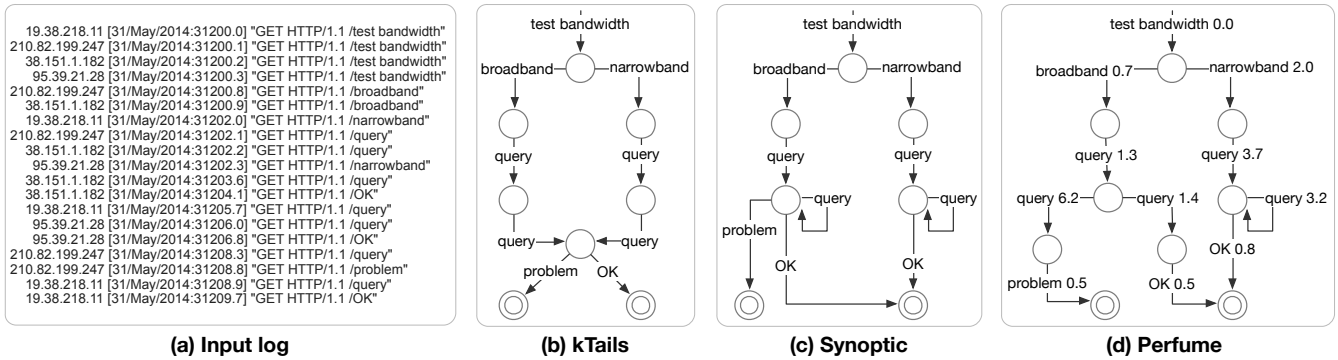 19.38.218.11 [31/May/2014:31200.0] "GET HTTP/1.1 /test bandwidth"
210.82.199.247 [31/May/2014:31200.1] "GET HTTP/1.1 /test bandwidth"
38.151.1.182 [31/May/2014:31200.2] "GET HTTP/1.1 /test bandwidth"
95.39.21.28 [31/May/2014:31200.3] "GET HTTP/1.1 /test bandwidth"
210.82.199.247 [31/May/2014:31200.8] "GET HTTP/1.1 /broadband"
38.151.1.182 [31/May/2014:31200.9] "GET HTTP/1.1 /broadband"
19.38.218.11 [31/May/2014:31202.0] "GET HTTP/1.1 /narrowband"
210.82.199.247 [31/May/2014:31202.1] "GET HTTP/1.1 /query"
38.151.1.182 [31/May/2014:31202.2] "GET HTTP/1.1 /query"
95.39.21.28 [31/May/2014:31202.3] "GET HTTP/1.1 /narrowband"
38.151.1.182 [31/May/2014:31203.6] "GET HTTP/1.1 /query"
38.151.1.182 [31/May/2014:31204.1] "GET HTTP/1.1 /OK"
19.38.218.11 [31/May/2014:31205.7] "GET HTTP/1.1 /query"
95.39.21.28 [31/May/2014:31206.0] "GET HTTP/1.1 /query"
95.39.21.28 [31/May/2014:31206.8] "GET HTTP/1.1 /OK"
210.82.199.247 [31/May/2014:31208.3] "GET HTTP/1.1 /query"
210.82.199.247 [31/May/2014:31208.8] "GET HTTP/1.1 /problem"
19.38.218.11 [31/May/2014:31208.9] "GET HTTP/1.1 /query"
19.38.218.11 [31/May/2014:31209.7] "GET HTTP/1.1 /OK"
(a) Input log
test bandwidth
broadband narrowband
query query
query query
problem OK
(b) kTails
test bandwidth
broadband narrowband
query query
query query
problem
OK OK
(c) Synoptic
test bandwidth 0.0
broadband 0.7 narrowband 2.0
query 1.3 query 3.7
query 6.2 query 1.4 query 3.2
OK 0.8
problem 0.5 OK 0.5
(d) Perfume